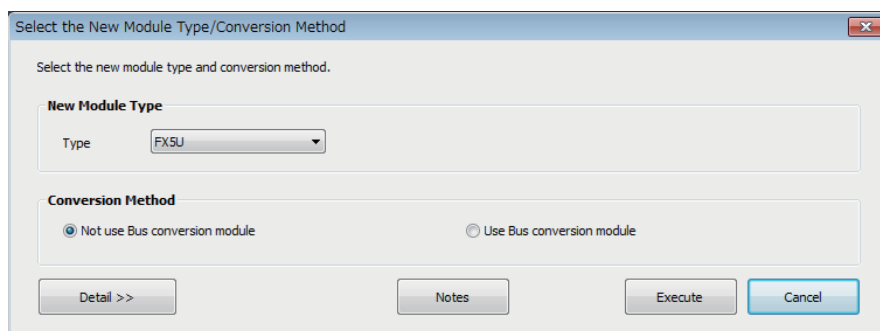 Select the New Module Type/Conversion Method
Select the new module type and conversion method.
New Module Type
Type FX5U
Conversion Method
Not use Bus conversion module Use Bus conversion module
Detail >> Notes Execute Cancel